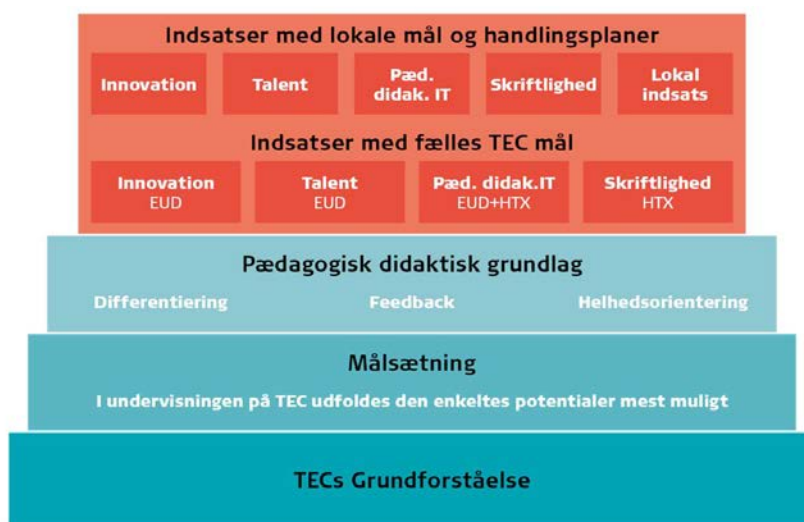 Indsatser med lokale mål og handlingsplaner
Innovation
Talent
Pæd.
didak. IT
Skriftlighed
Lokal
indsats
Indsatser med fælles TEC mål
Innovation
EUD
Talent
EUD
Pæd. didak.IT
EUD+HTX
Skriftlighed
HTX
Pædagogisk didaktisk grundlag
Differentiering
Feedback
Helhedsorientering
Målsætning
I undervisningen på TEC udfoldes den enkeltes potentialer mest muligt
TECs Grundforståelse